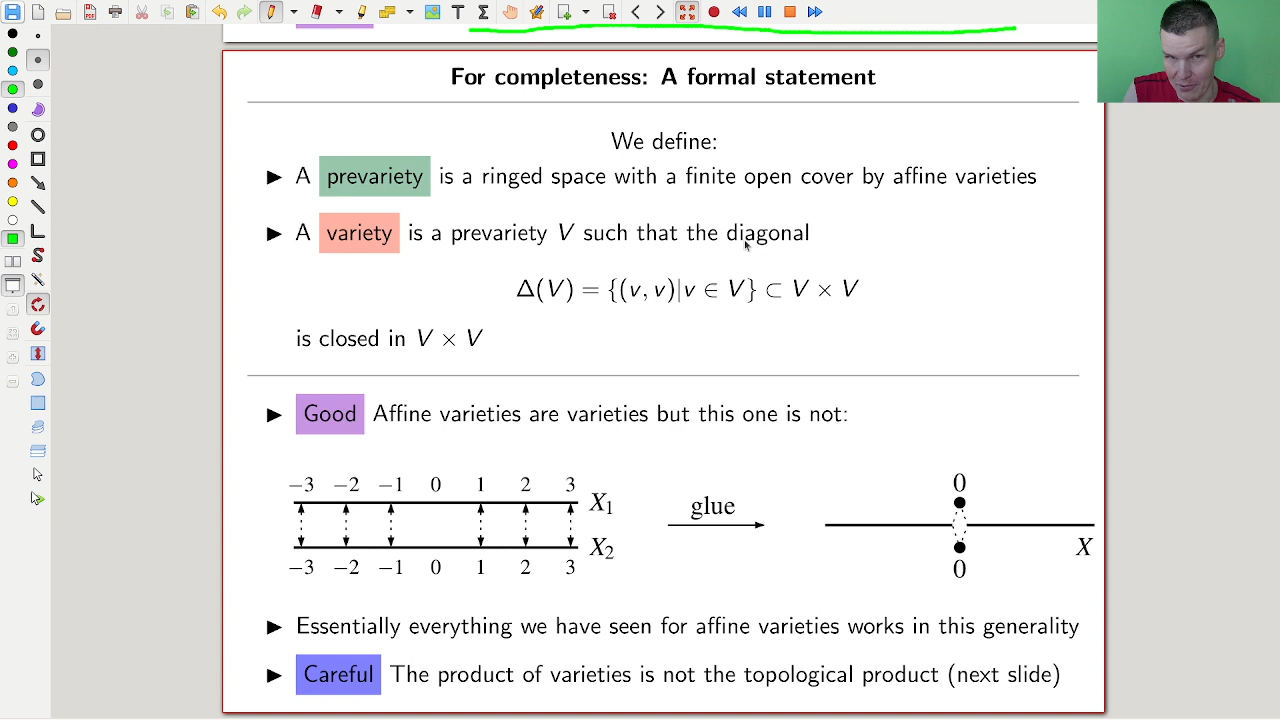 For completeness: A formal statement
We define:
► A prevariety is a ringed space with a finite open cover by affine varieties
► A variety is a prevariety V such that the diagonal
Δ(V) = {(v, v)|v ∈ V} ⊂ V × V
is closed in V × V
► Good Affine varieties are varieties but this one is not:
−3 −2 −1 0 1 2 3 X₁
−3 −2 −1 0 1 2 3 X₂
glue
0
X
0
► Essentially everything we have seen for affine varieties works in this generality
► Careful The product of varieties is not the topological product (next slide)